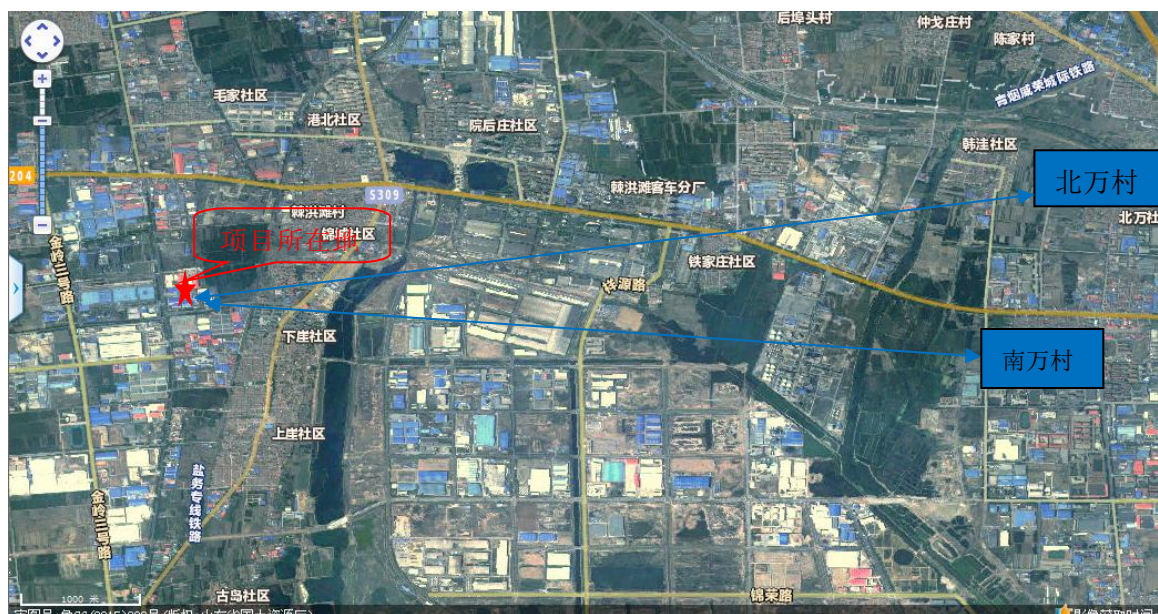 后埠头村
仲戈庄村
陈家村
青烟威荣城际铁路
毛家社区
港北社区
院后庄社区
韩洼社区
204
S309
棘洪滩客车分厂
北万村
北万社
棘洪滩村
锦城社区
项目所在地
金岭三号路
铁家庄社区
下崖社区
南万村
上崖社区
盐务专线铁路
金岭三号路
古岛社区
锦荣路
1000 米